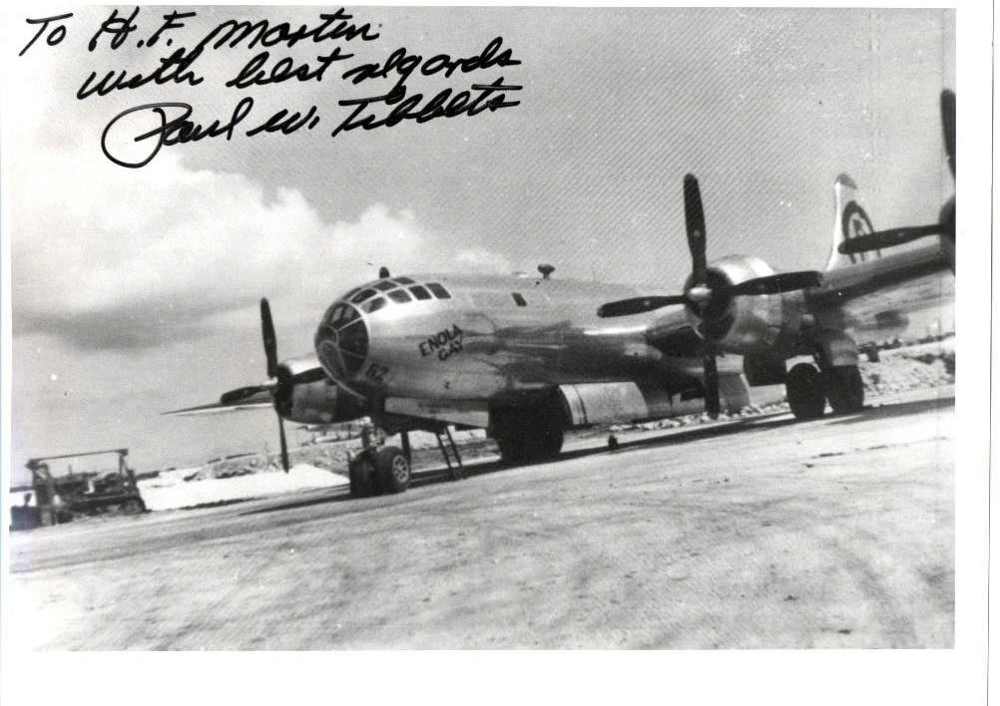 To H.F. Martin
with best regards
Paul W. Tibbets
ENOLA
GAY
82
R